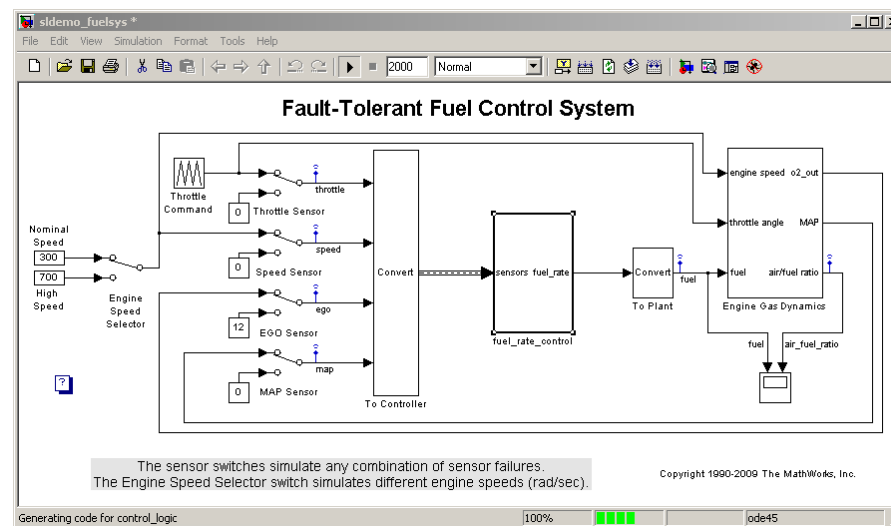 sldemo_fuelsys *
File Edit View Simulation Format Tools Help
2000 Normal
Fault-Tolerant Fuel Control System
Throttle
Command
throttle
0
Throttle Sensor
Nominal
Speed
300
700
High
Speed
Engine
Speed
Selector
speed
0
Speed Sensor
ego
12
EGO Sensor
map
0
MAP Sensor
Convert
To Controller
sensors fuel_rate
fuel_rate_control
Convert
To Plant
fuel
engine speed o2_out
throttle angle MAP
fuel air/fuel ratio
Engine Gas Dynamics
fuel air_fuel_ratio
?
The sensor switches simulate any combination of sensor failures.
The Engine Speed Selector switch simulates different engine speeds (rad/sec).
Copyright 1990-2009 The MathWorks, Inc.
Generating code for control_logic 100% ode45